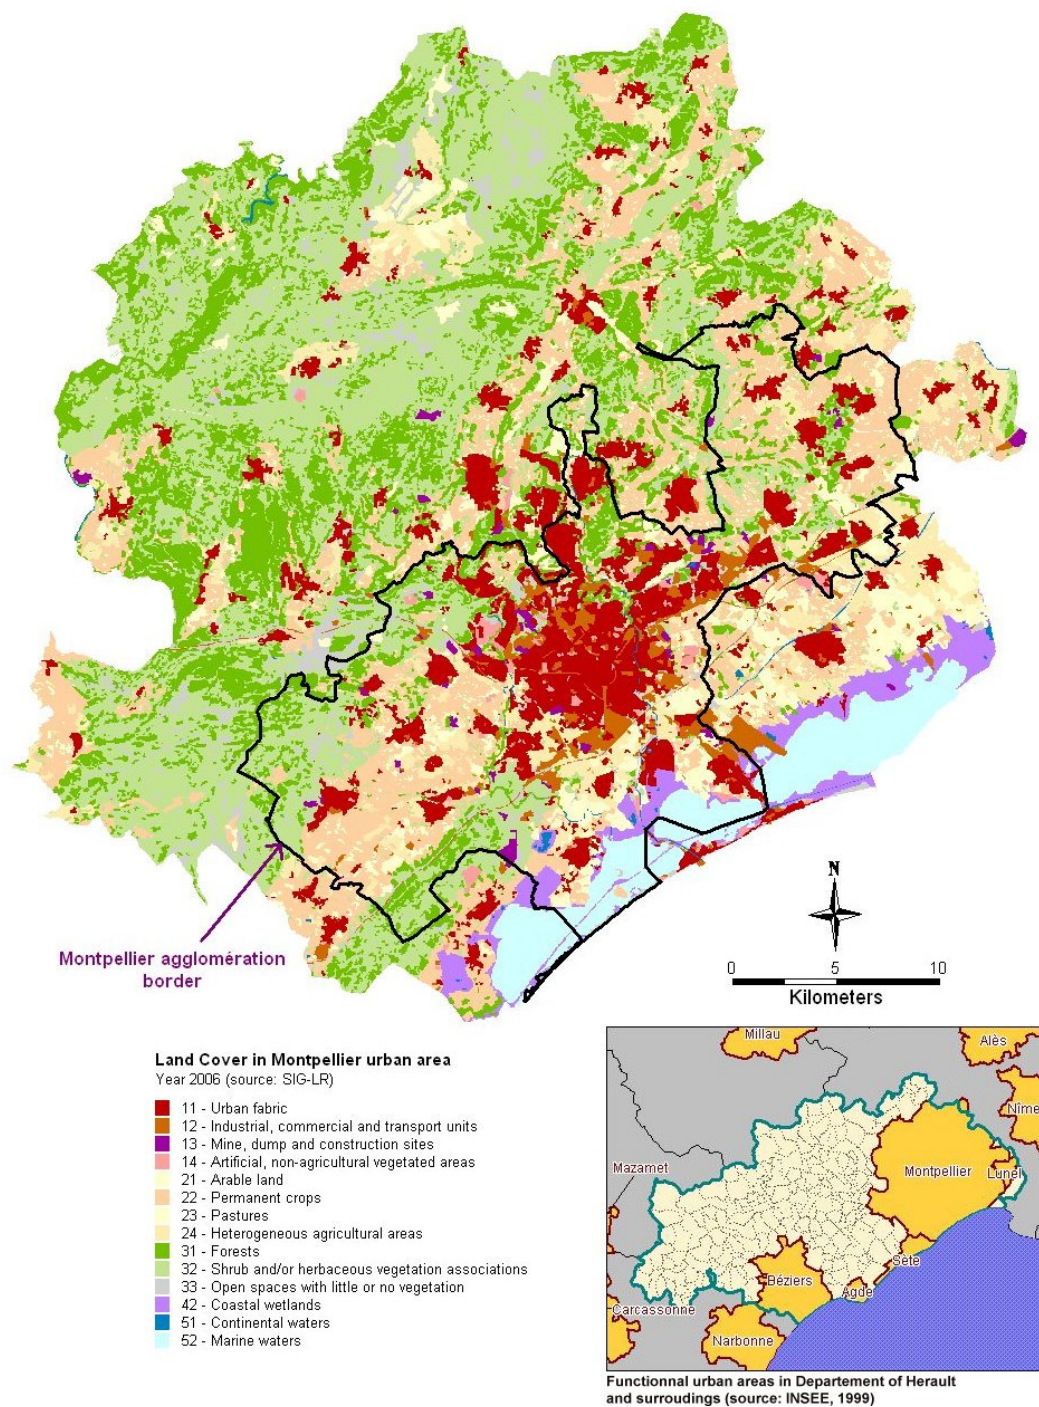 Montpellier agglomération
border
N
0 5 10
Kilometers
Land Cover in Montpellier urban area
Year 2006 (source: SIG-LR)
11 - Urban fabric
12 - Industrial, commercial and transport units
13 - Mine, dump and construction sites
14 - Artificial, non-agricultural vegetated areas
21 - Arable land
22 - Permanent crops
23 - Pastures
24 - Heterogeneous agricultural areas
31 - Forests
32 - Shrub and/or herbaceous vegetation associations
33 - Open spaces with little or no vegetation
42 - Coastal wetlands
51 - Continental waters
52 - Marine waters
Millau
Alès
Nîme
Mazamet
Montpellier
Lunel
Sète
Béziers
Agde
Carcassonne
Narbonne
Functionnal urban areas in Departement of Herault
and surroudings (source: INSEE, 1999)